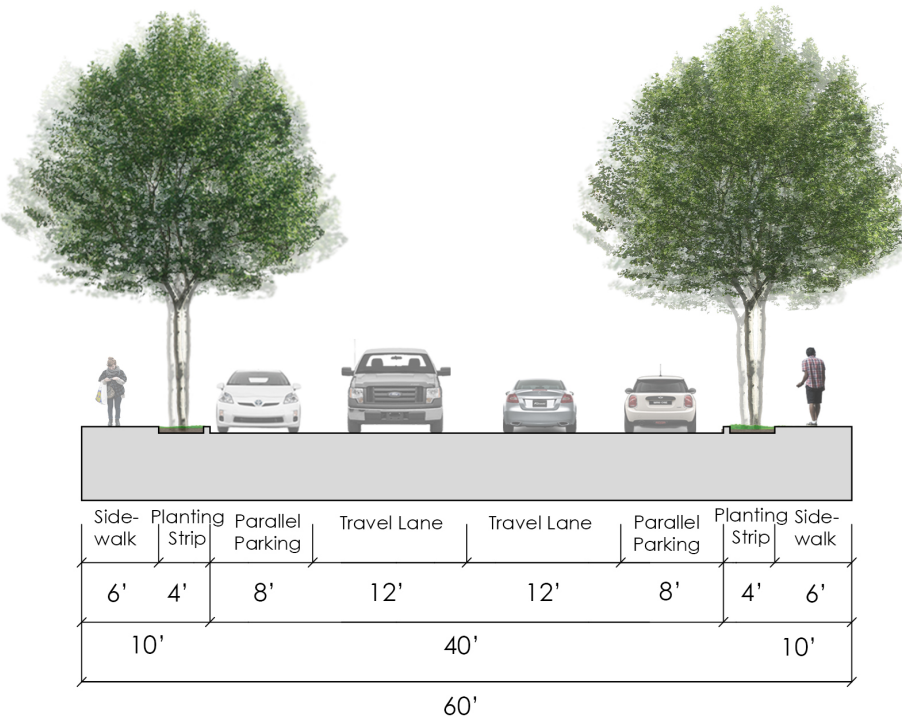 Side-
walk
Planting
Strip
Parallel
Parking
Travel Lane
Travel Lane
Parallel
Parking
Planting
Strip
Side-
walk
6’ 4’ 8’ 12’ 12’ 8’ 4’ 6’
10’ 40’ 10’
60’